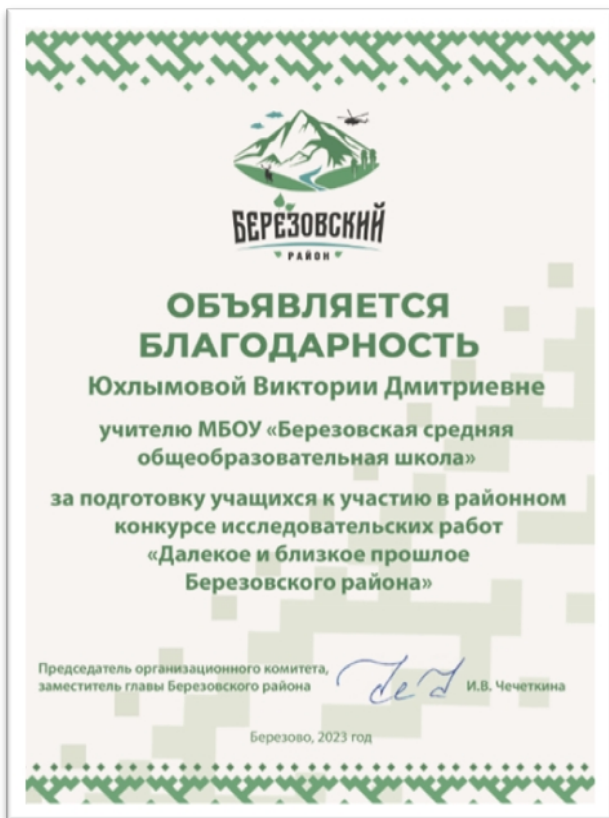 БЕРЕЗОВСКИЙ
РАЙОН
ОБЪЯВЛЯЕТСЯ
БЛАГОДАРНОСТЬ
Юхлымовой Виктории Дмитриевне
учителю МБОУ «Березовская средняя
общеобразовательная школа»
за подготовку учащихся к участию в районном
конкурсе исследовательских работ
«Далекое и близкое прошлое
Березовского района»
Председатель организационного комитета,
заместитель главы Березовского района
И.В. Чечеткина
Березово, 2023 год